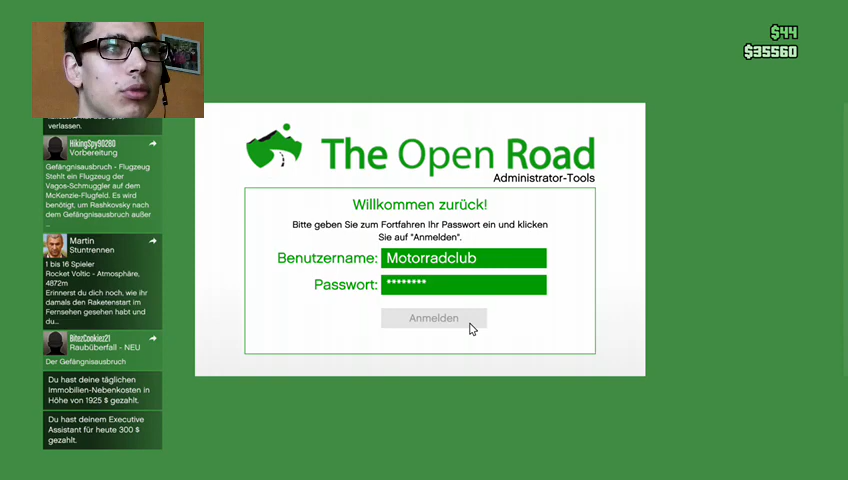 $44
$35560
verlassen.
HikingSpy90280
Vorbereitung
Gefängnisausbruch - Flugzeug
Stehlt ein Flugzeug der
Vagos-Schmuggler auf dem
McKenzie-Flugfeld. Es wird
benötigt, um Rashkovsky nach
dem Gefängnisausbruch außer
...
Martin
Stuntrennen
1 bis 16 Spieler
Rocket Voltic - Atmosphäre,
4872m
Erinnerst du dich noch, wie ihr
damals den Raketenstart im
Fernsehen gesehen habt und
du...
BitezCookiez21
Raubüberfall - NEU
Der Gefängnisausbruch
Du hast deine täglichen
Immobilien-Nebenkosten in
Höhe von 1925 $ gezahlt.
Du hast deinem Executive
Assistant für heute 300 $
gezahlt.
The Open Road
Administrator-Tools
Willkommen zurück!
Bitte geben Sie zum Fortfahren Ihr Passwort ein und klicken
Sie auf "Anmelden".
Benutzername: Motorradclub
Passwort: ********
Anmelden